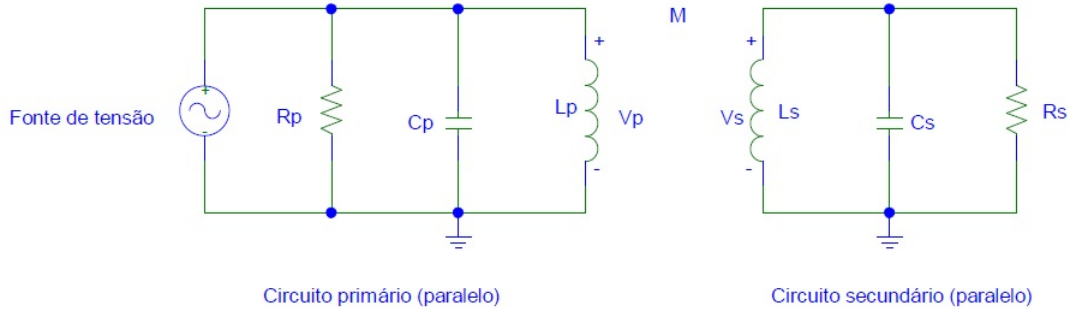 M
+
+
+
Fonte de tensão
-
Rp
Cp
Lp
Vp
Vs
Ls
Cs
Rs
-
-
Circuito primário (paralelo)
Circuito secundário (paralelo)